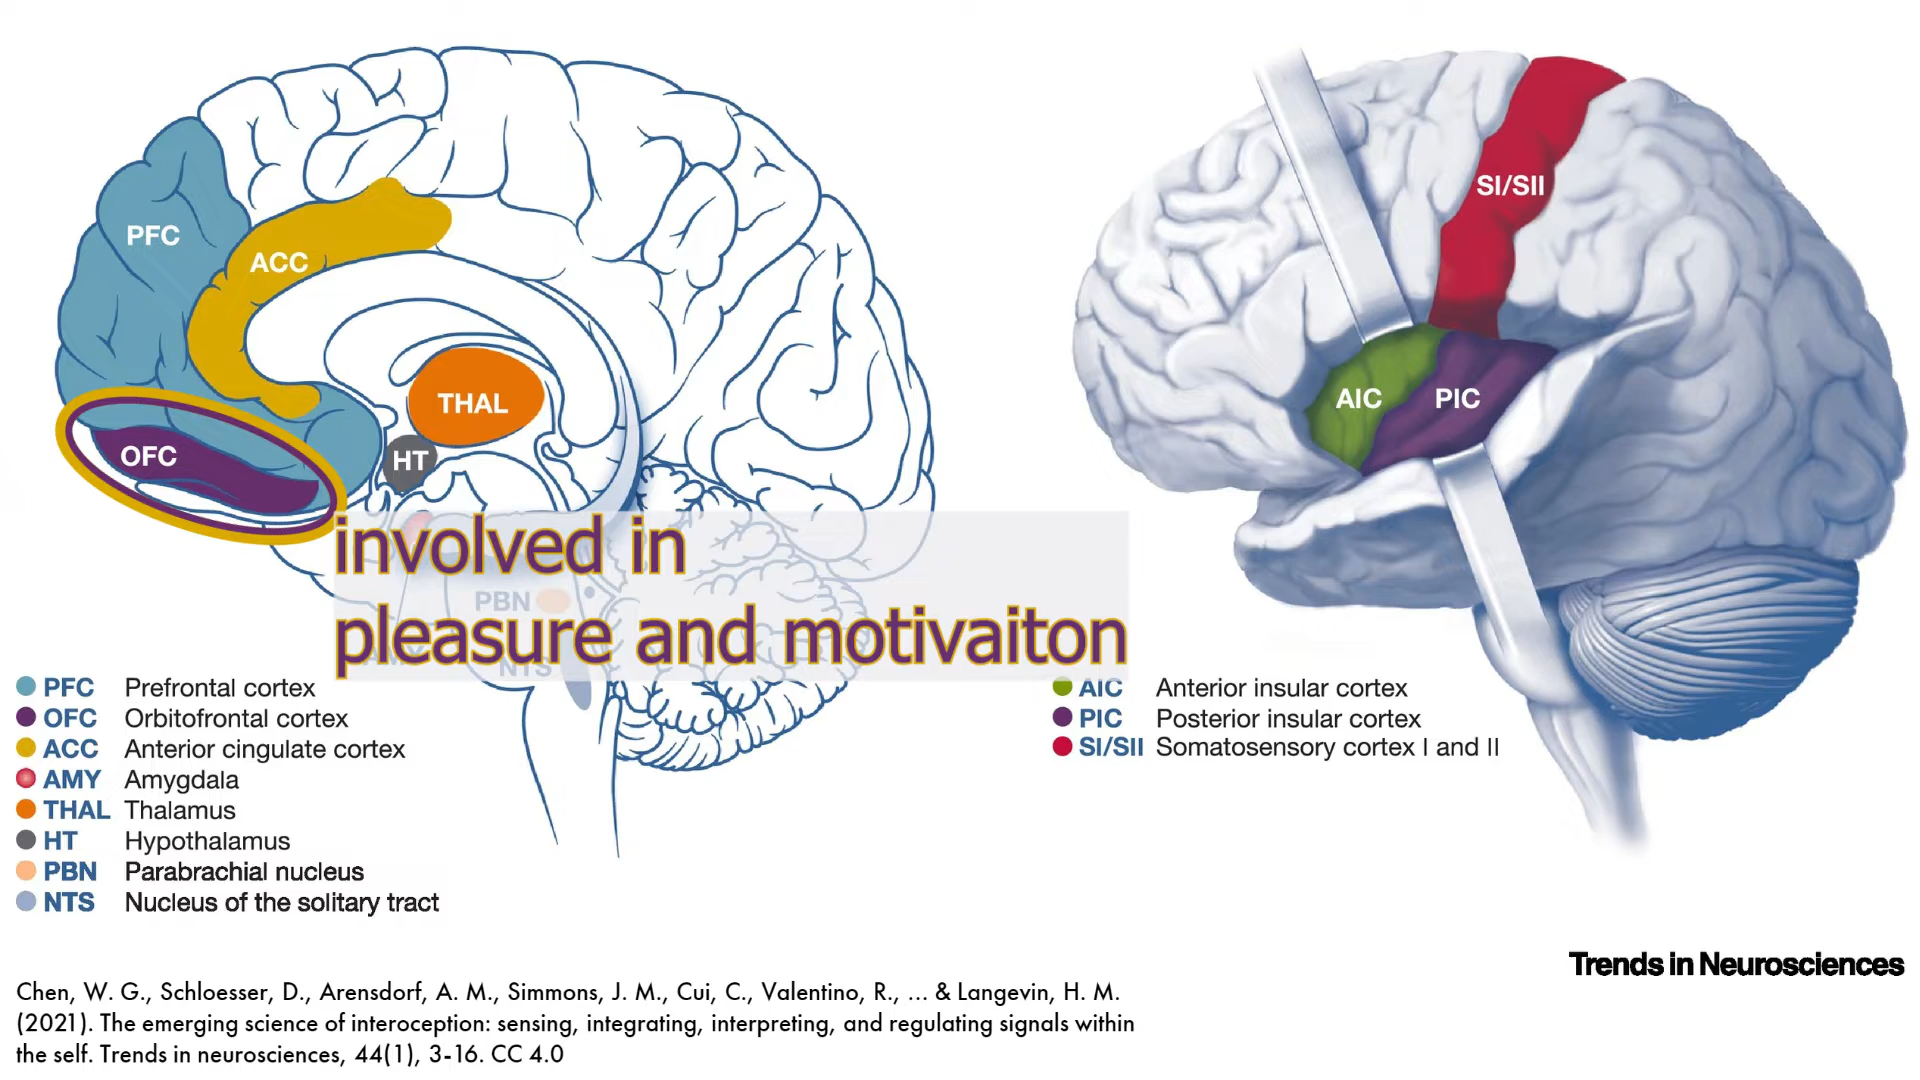 PFC
ACC
THAL
OFC
HT
involved in
PBN
pleasure and motivaiton
NTS
PFC Prefrontal cortex
OFC Orbitofrontal cortex
ACC Anterior cingulate cortex
AMY Amygdala
THAL Thalamus
HT Hypothalamus
PBN Parabrachial nucleus
NTS Nucleus of the solitary tract
SI/SII
AIC PIC
AIC Anterior insular cortex
PIC Posterior insular cortex
SI/SII Somatosensory cortex I and II
Trends in Neurosciences
Chen, W. G., Schloesser, D., Arensdorf, A. M., Simmons, J. M., Cui, C., Valentino, R., ... & Langevin, H. M.
(2021). The emerging science of interoception: sensing, integrating, interpreting, and regulating signals within
the self. Trends in neurosciences, 44(1), 3-16. CC 4.0